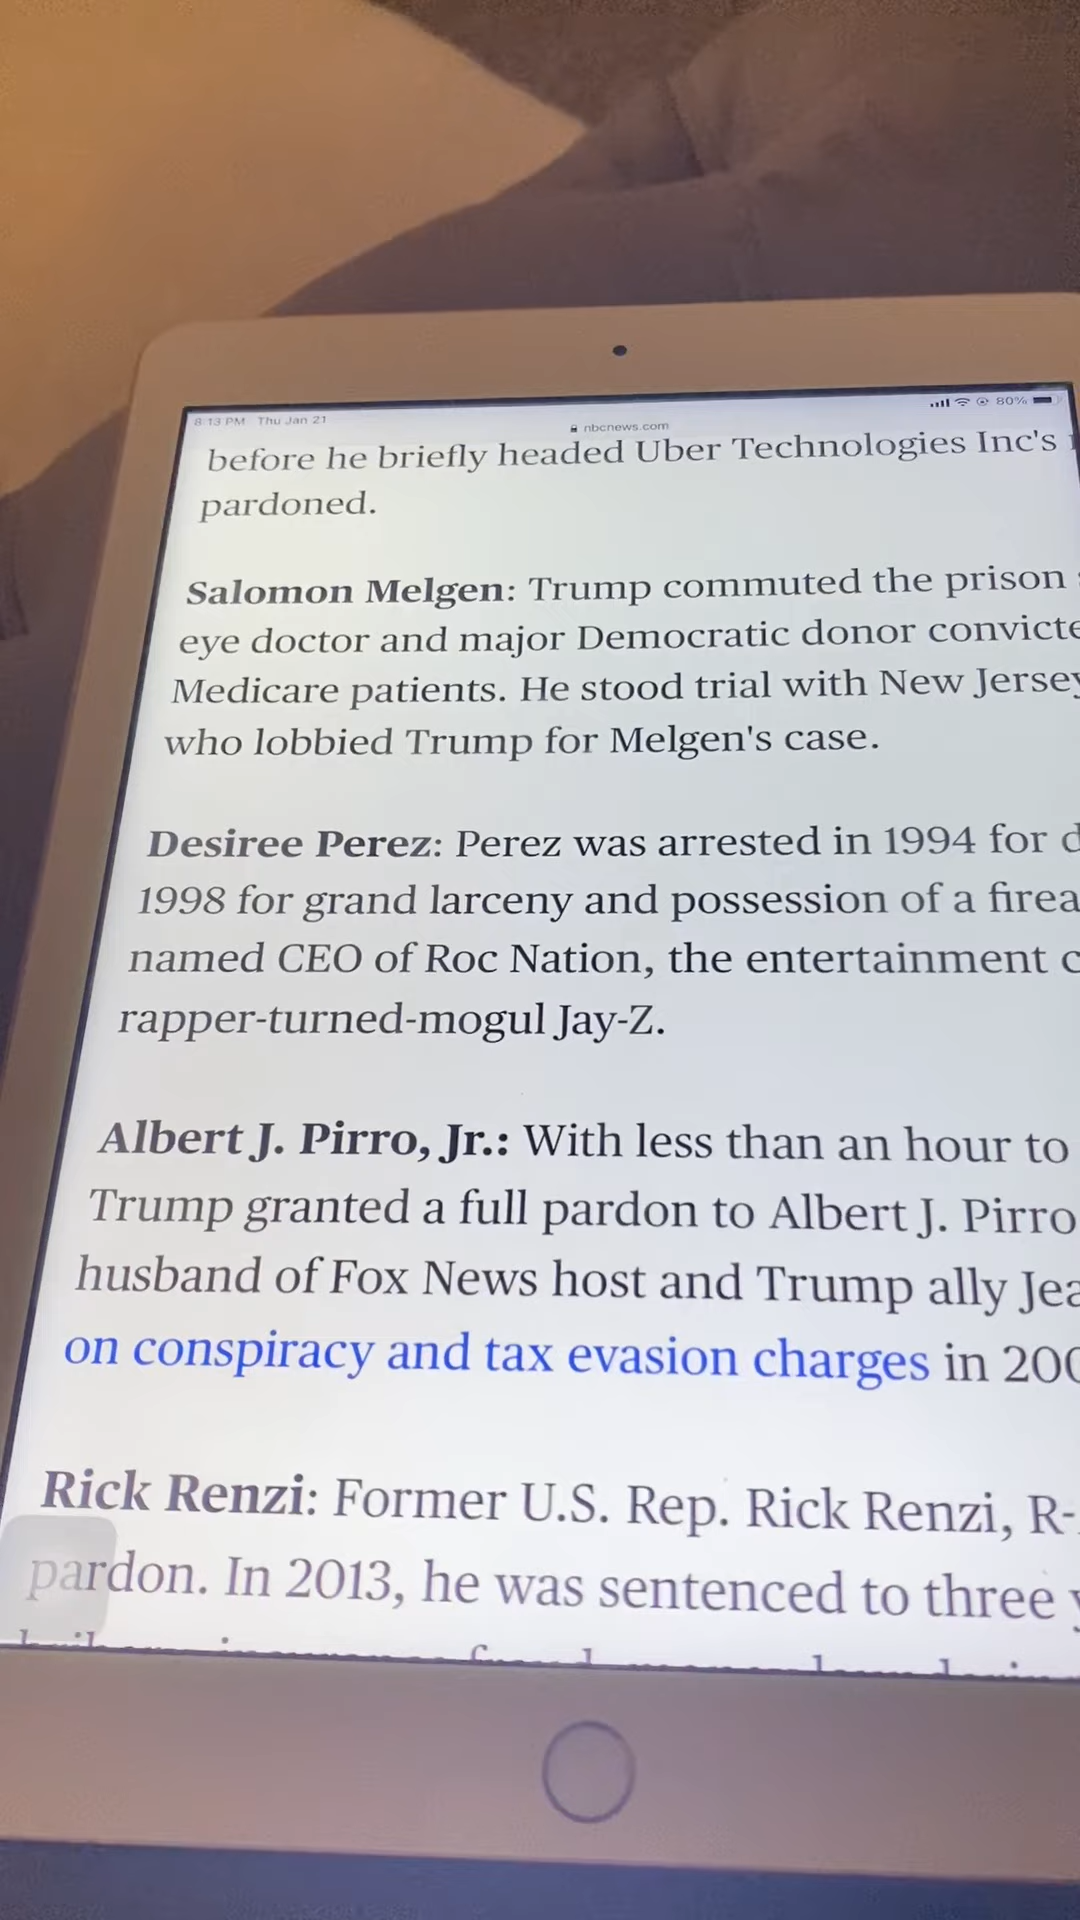 8:13 PM Thu Jan 21
80%
nbcnews.com
before he briefly headed Uber Technologies Inc's
pardoned.
Salomon Melgen: Trump commuted the prison
eye doctor and major Democratic donor convicte
Medicare patients. He stood trial with New Jersey
who lobbied Trump for Melgen's case.
Desiree Perez: Perez was arrested in 1994 for d
1998 for grand larceny and possession of a firea
named CEO of Roc Nation, the entertainment c
rapper-turned-mogul Jay-Z.
Albert J. Pirro, Jr.: With less than an hour to
Trump granted a full pardon to Albert J. Pirro
husband of Fox News host and Trump ally Jea
on conspiracy and tax evasion charges in 200
Rick Renzi: Former U.S. Rep. Rick Renzi, R-
pardon. In 2013, he was sentenced to three y